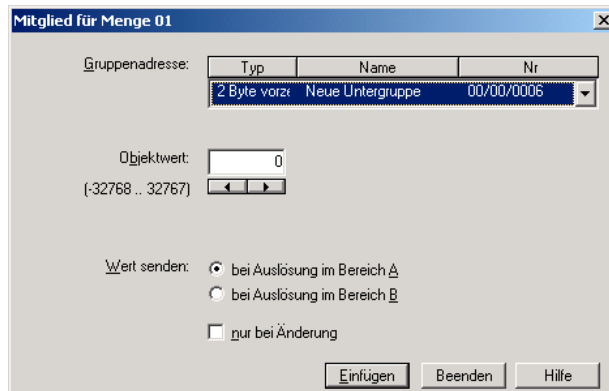 Mitglied für Menge 01
Gruppenadresse:
Typ Name Nr
2 Byte vorze Neue Untergruppe 00/00/0006
Objektwert: 0
(-32768 .. 32767)
Wert senden: bei Auslösung im Bereich A
bei Auslösung im Bereich B
nur bei Änderung
Einfügen Beenden Hilfe